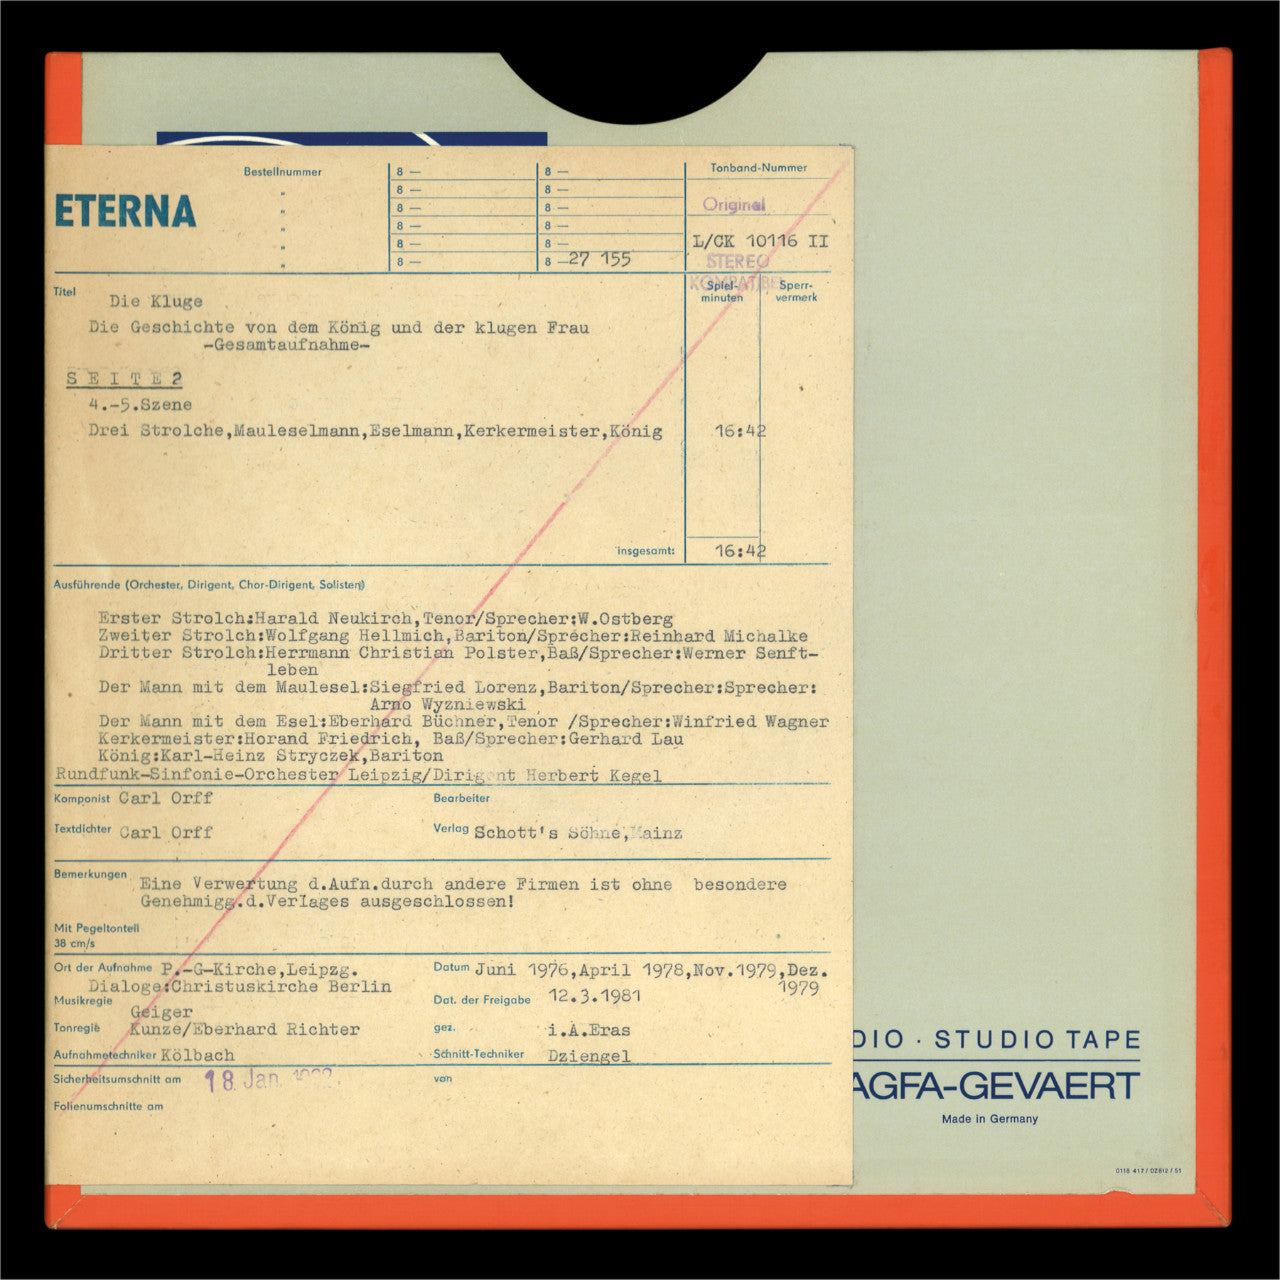 Bestellnummer 8 — 8 — Tonband-Nummer
" 8 — 8 —
ETERNA " 8 — 8 — Original
" 8 — 8 —
" 8 — 8 — L/CK 10116 II
" 8 — 8 —27 155 STEREO
KOMPATIBEL
Titel Spiel- Sperr-
minuten vermerk
Die Kluge
Die Geschichte von dem König und der klugen Frau
-Gesamtaufnahme-
S E I T E 2
4.-5.Szene
Drei Strolche,Mauleselmann,Eselmann,Kerkermeister,König 16:42
insgesamt: 16:42
Ausführende (Orchester, Dirigent, Chor-Dirigent, Solisten)
Erster Strolch:Harald Neukirch,Tenor/Sprecher:W.Ostberg
Zweiter Strolch:Wolfgang Hellmich,Bariton/Sprecher:Reinhard Michalke
Dritter Strolch:Herrmann Christian Polster,Baß/Sprecher:Werner Senft-
leben
Der Mann mit dem Maulesel:Siegfried Lorenz,Bariton/Sprecher:Sprecher:
Arno Wyzniewski
Der Mann mit dem Esel:Eberhard Büchner,Tenor /Sprecher:Winfried Wagner
Kerkermeister:Horand Friedrich, Baß/Sprecher:Gerhard Lau
König:Karl-Heinz Stryczek,Bariton
Rundfunk-Sinfonie-Orchester Leipzig/Dirigent Herbert Kegel
Komponist Carl Orff Bearbeiter
Textdichter Carl Orff Verlag Schott's Söhne,Mainz
Bemerkungen Eine Verwertung d.Aufn.durch andere Firmen ist ohne besondere
Genehmigg.d.Verlages ausgeschlossen!
Mit Pegeltonteil
38 cm/s
Ort der Aufnahme P.-G-Kirche,Leipzg. Datum Juni 1976,April 1978,Nov.1979,Dez.
Dialoge:Christuskirche Berlin 1979
Musikregie Geiger Dat. der Freigabe 12.3.1981
Tonregie Kunze/Eberhard Richter gez. i.A.Eras
Aufnahmetechniker Kölbach Schnitt-Techniker Dziengel
Sicherheitsumschnitt am 18. Jan. von
Folienumschnitte am
DIO · STUDIO TAPE
AGFA-GEVAERT
Made in Germany
0118 417 / 02812 / 51